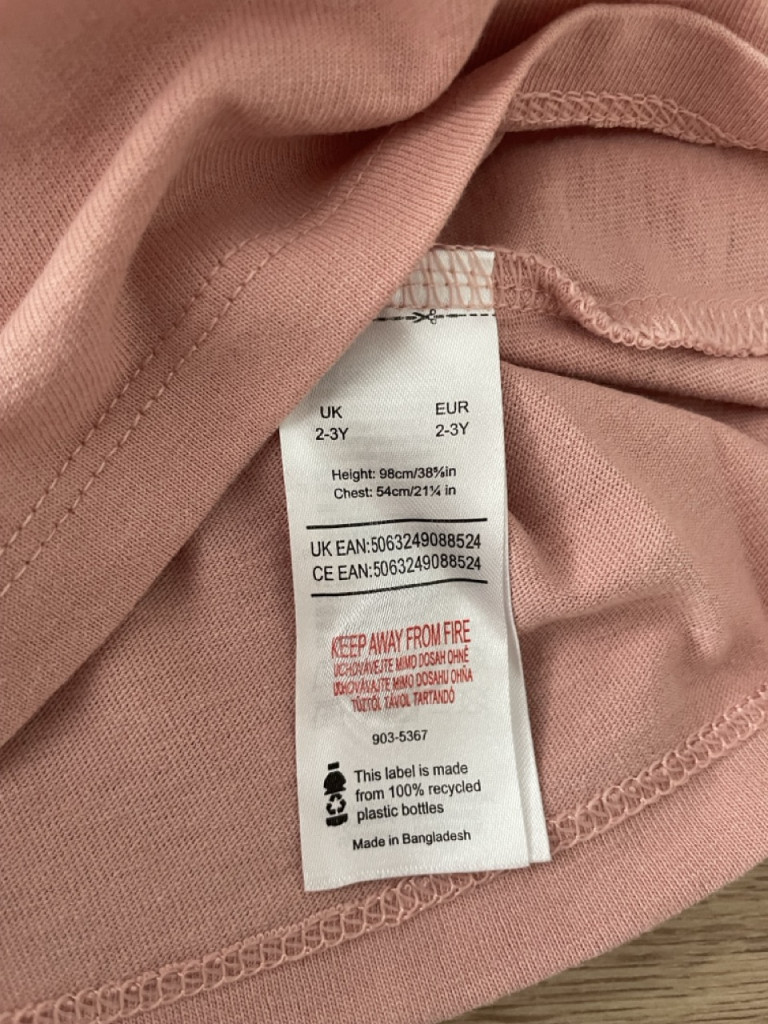 UK EUR
2-3Y 2-3Y
Height: 98cm/38⅝in
Chest: 54cm/21¼ in
UK EAN:5063249088524
CE EAN:5063249088524
KEEP AWAY FROM FIRE
UCHOVÁVEJTE MIMO DOSAH OHNĚ
UCHOVÁVAJTE MIMO DOSAHU OHŇA
TŰZTŐL TÁVOL TARTANDÓ
903-5367
This label is made
from 100% recycled
plastic bottles
Made in Bangladesh